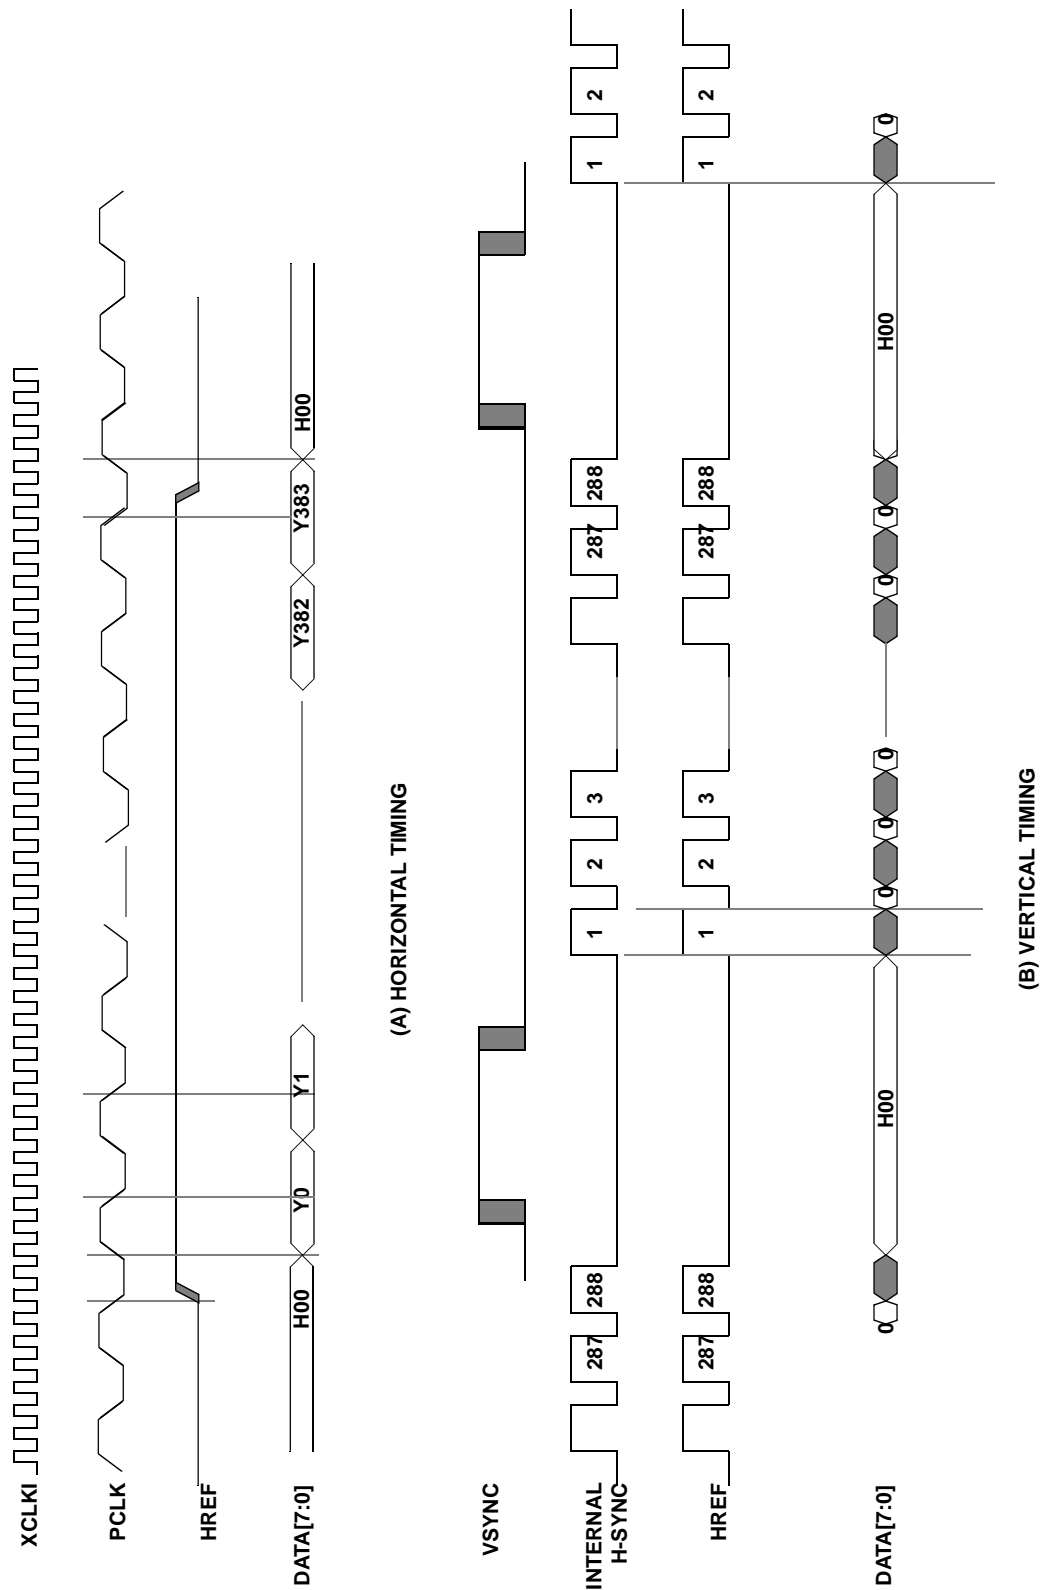 XCLKI
PCLK
HREF
DATA[7:0]
H00
Y0
Y1
Y382
Y383
H00
(A) HORIZONTAL TIMING
VSYNC
INTERNAL
H-SYNC
287
288
1
2
3
287
288
1
2
HREF
287
288
1
2
3
287
288
1
2
DATA[7:0]
0
H00
0
0
0
0
0
H00
0
(B) VERTICAL TIMING